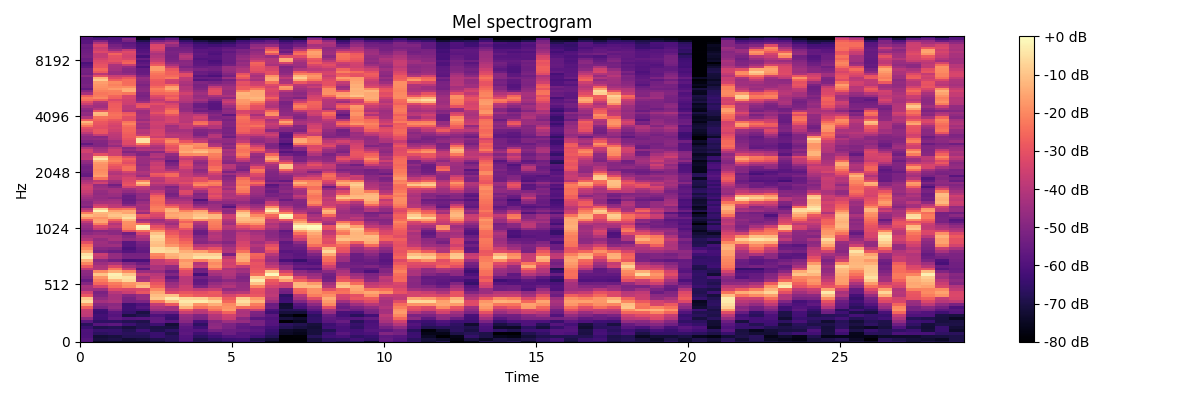 Mel spectrogram
Hz
8192
4096
2048
1024
512
0
0 5 10 15 20 25
Time
+0 dB
-10 dB
-20 dB
-30 dB
-40 dB
-50 dB
-60 dB
-70 dB
-80 dB